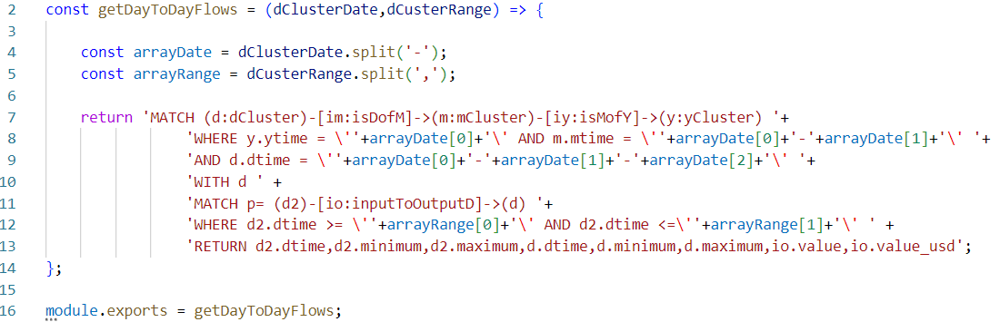 2 const getDayToDayFlows = (dClusterDate,dCusterRange) => {
3
4 const arrayDate = dClusterDate.split('-');
5 const arrayRange = dCusterRange.split(',');
6
7 return 'MATCH (d:dCluster)-[im:isDofM]->(m:mCluster)-[iy:isMofY]->(y:yCluster) '+
8 'WHERE y.ytime = \''+arrayDate[0]+'\' AND m.mtime = \''+arrayDate[0]+'-'+arrayDate[1]+'\' '+
9 'AND d.dtime = \''+arrayDate[0]+'-'+arrayDate[1]+'-'+arrayDate[2]+'\' '+
10 'WITH d ' +
11 'MATCH p= (d2)-[io:inputToOutputD]->(d) '+
12 'WHERE d2.dtime >= \''+arrayRange[0]+'\' AND d2.dtime <=\''+arrayRange[1]+'\' ' +
13 'RETURN d2.dtime,d2.minimum,d2.maximum,d.dtime,d.minimum,d.maximum,io.value,io.value_usd';
14 };
15
16 module.exports = getDayToDayFlows;